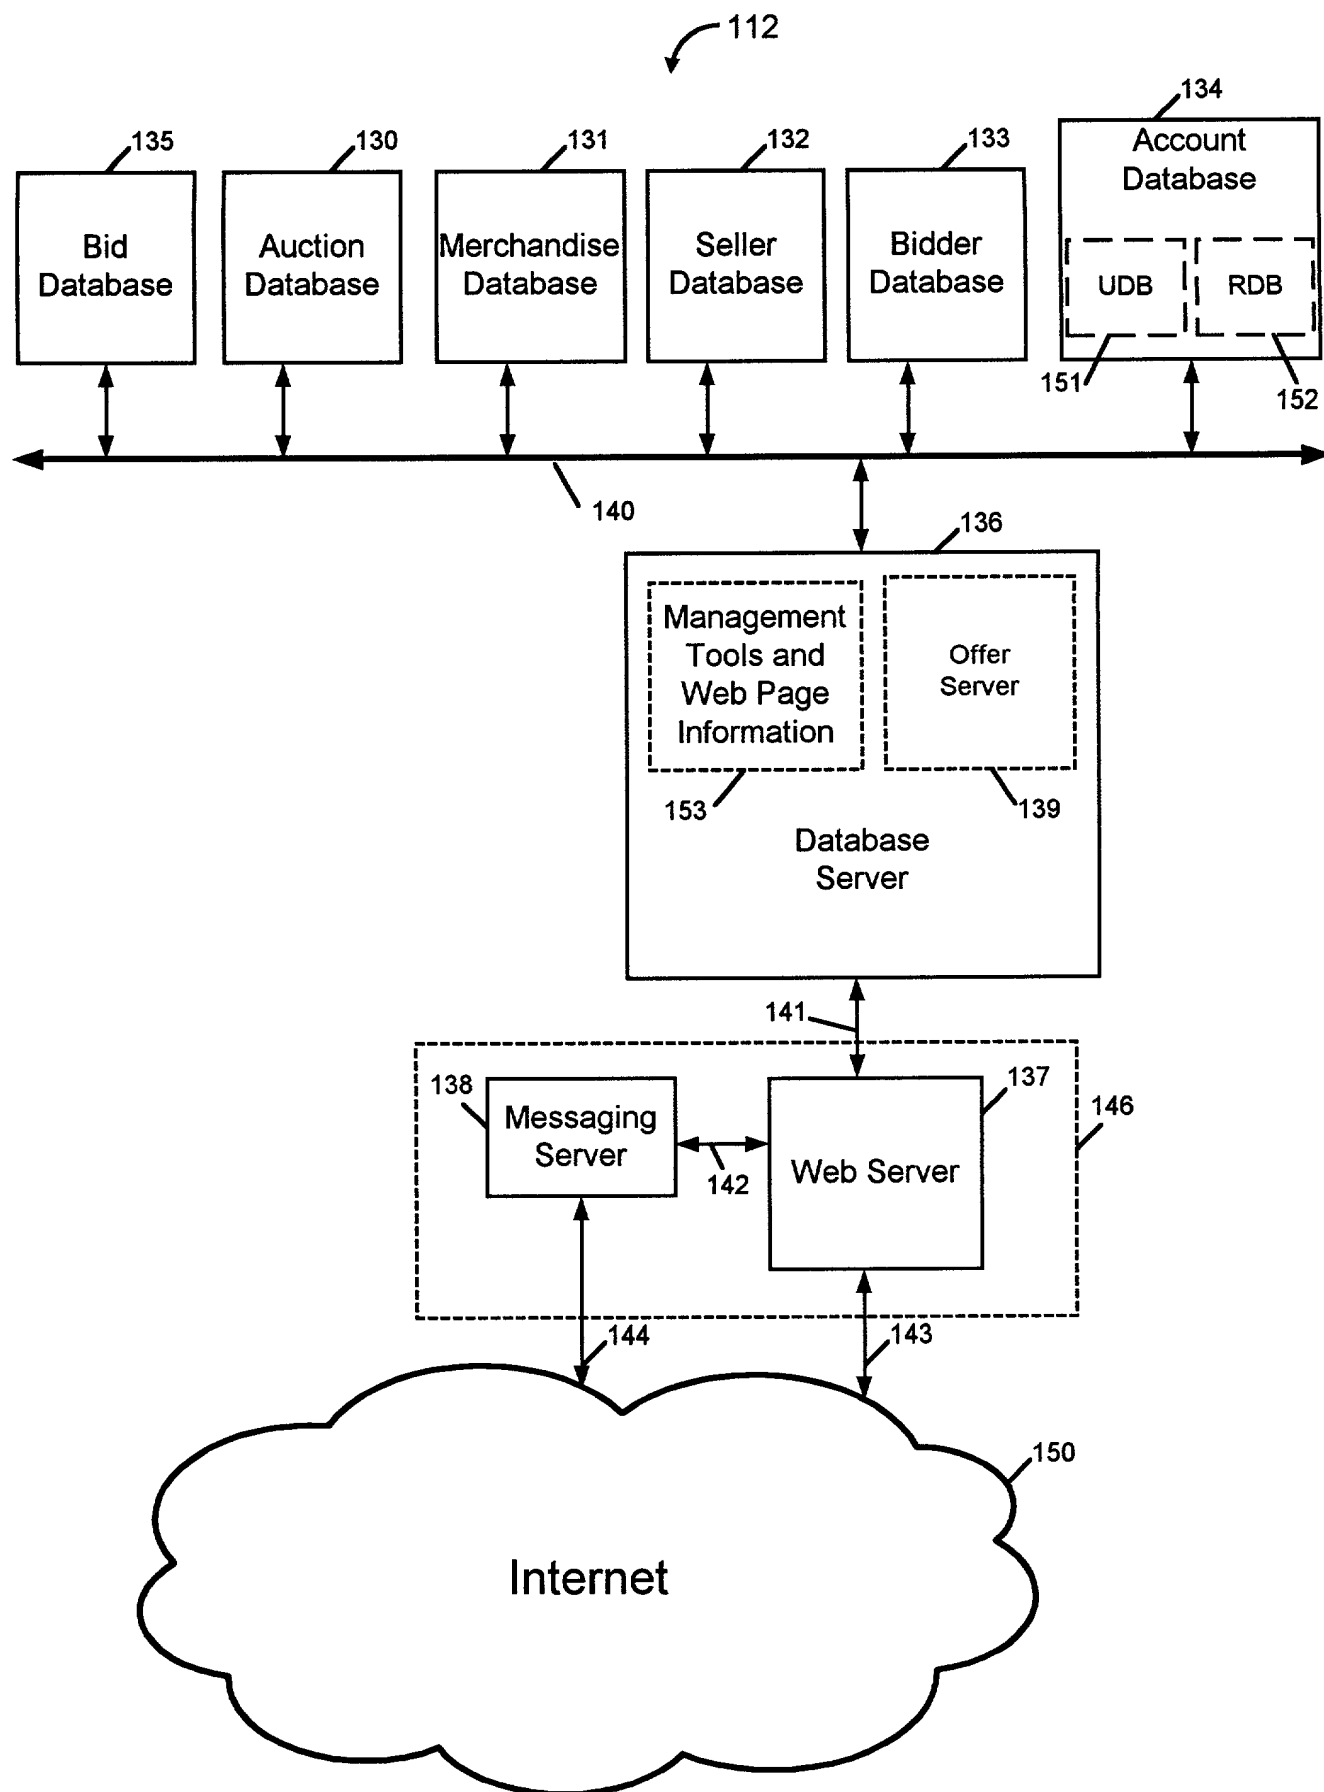 112
135
130
131
132
133
134
Bid
Database
Auction
Database
Merchandise
Database
Seller
Database
Bidder
Database
Account
Database
UDB
RDB
151
152
140
136
Management
Tools and
Web Page
Information
Offer
Server
153
139
Database
Server
141
138
137
146
Messaging
Server
142
Web Server
144
143
150
Internet